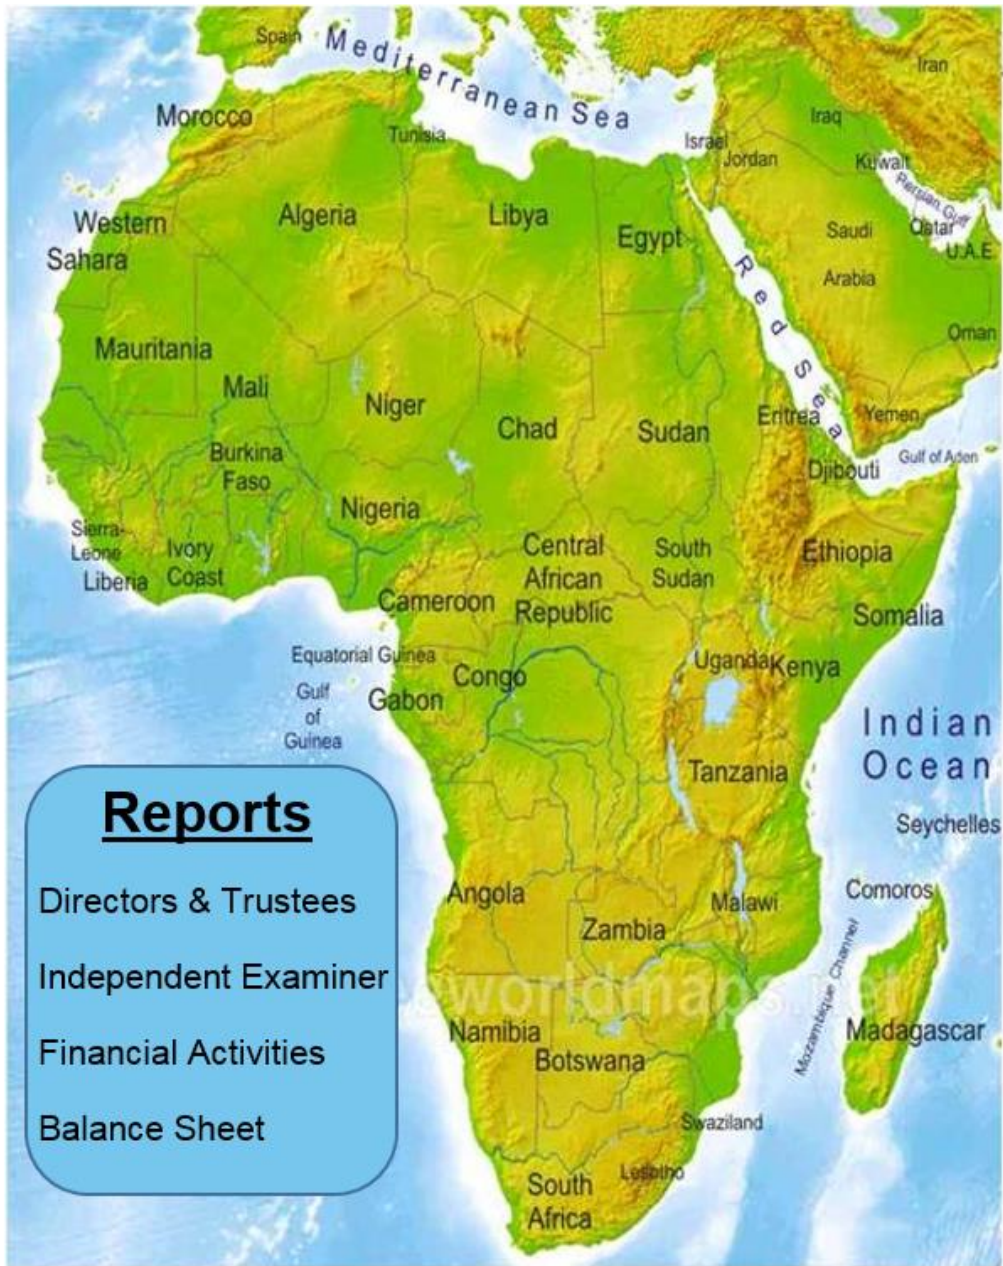 Spain
Mediterranean Sea
Iran
Morocco
Tunisia
Iraq
Israel
Jordan
Kuwait
Persian Gulf
Western
Sahara
Algeria
Libya
Egypt
Saudi
Arabia
Qatar
U.A.E
Red Sea
Oman
Mauritania
Mali
Niger
Chad
Sudan
Eritrea
Yemen
Burkina
Faso
Djibouti
Gulf of Aden
Nigeria
Sierra-
Leone
Liberia
Ivory
Coast
Central
African
Republic
South
Sudan
Ethiopia
Cameroon
Somalia
Equatorial Guinea
Congo
Uganda
Kenya
Gabon
Gulf
of
Guinea
Indian
Ocean
Tanzania
Seychelles
Reports
Directors & Trustees
Independent Examiner
Financial Activities
Balance Sheet
Angola
Zambia
Malawi
Comoros
Mozambique Channel
eworldmaps.net
Namibia
Botswana
Madagascar
Swaziland
Lesotho
South
Africa